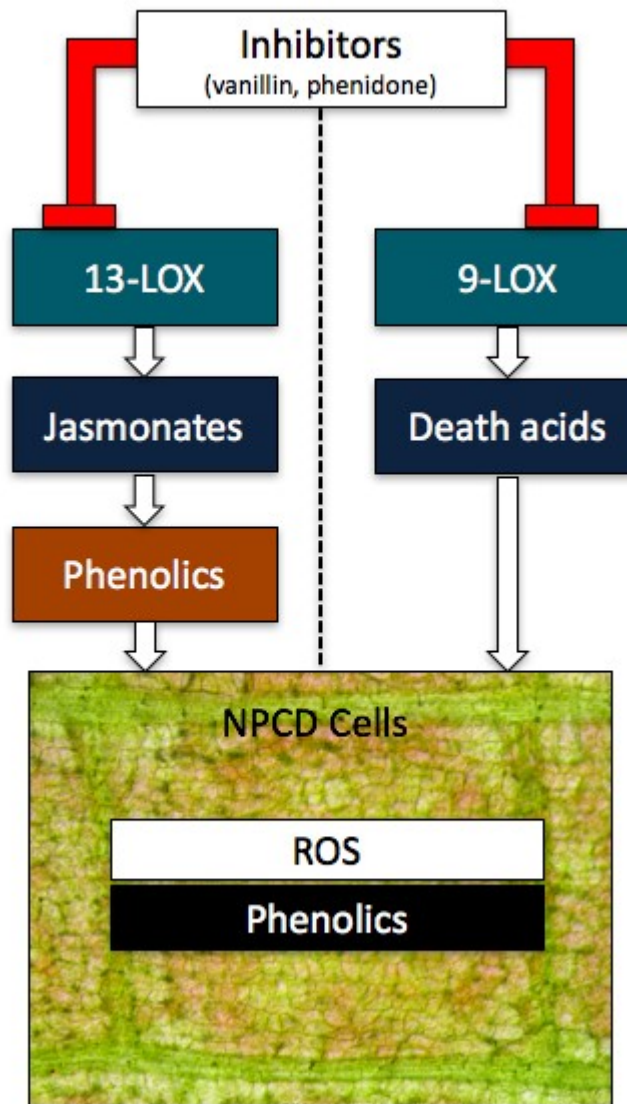 Inhibitors
(vanillin, phenidone)
13-LOX
9-LOX
Jasmonates
Death acids
Phenolics
NPCD Cells
ROS
Phenolics